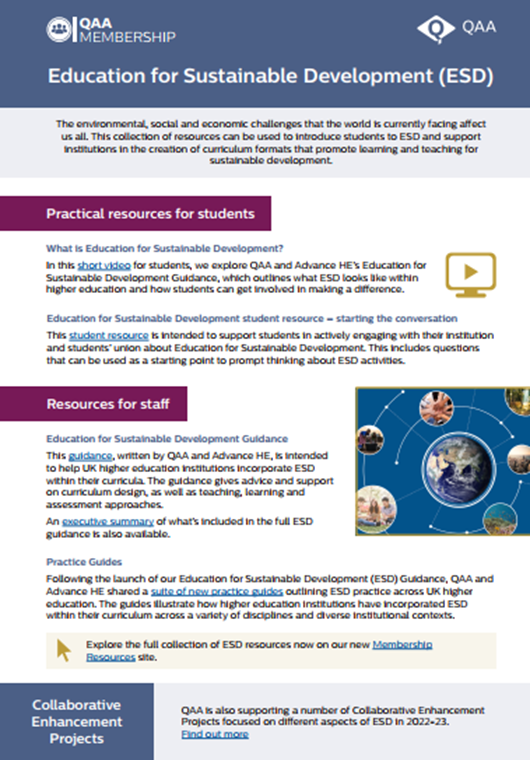 QAA
MEMBERSHIP
QAA
Education for Sustainable Development (ESD)
The environmental, social and economic challenges that the world is currently facing affect
us all. This collection of resources can be used to introduce students to ESD and support
institutions in the creation of curriculum formats that promote learning and teaching for
sustainable development.
Practical resources for students
What is Education for Sustainable Development?
In this short video for students, we explore QAA and Advance HE's Education for
Sustainable Development Guidance, which outlines what ESD looks like within
higher education and how students can get involved in making a difference.
Education for Sustainable Development student resource – starting the conversation
This student resource is intended to support students in actively engaging with their institution
and students' union about Education for Sustainable Development. This includes questions
that can be used as a starting point to prompt thinking about ESD activities.
Resources for staff
Education for Sustainable Development Guidance
This guidance, written by QAA and Advance HE, is intended
to help UK higher education institutions incorporate ESD
within their curricula. The guidance gives advice and support
on curriculum design, as well as teaching, learning and
assessment approaches.
An executive summary of what's included in the full ESD
guidance is also available.
Practice Guides
Following the launch of our Education for Sustainable Development (ESD) Guidance, QAA and
Advance HE shared a suite of new practice guides outlining ESD practice across UK higher
education. The guides illustrate how higher education institutions have incorporated ESD
within their curriculum across a variety of disciplines and diverse institutional contexts.
Explore the full collection of ESD resources now on our new Membership
Resources site.
Collaborative
Enhancement
Projects
QAA is also supporting a number of Collaborative Enhancement
Projects focused on different aspects of ESD in 2022-23.
Find out more